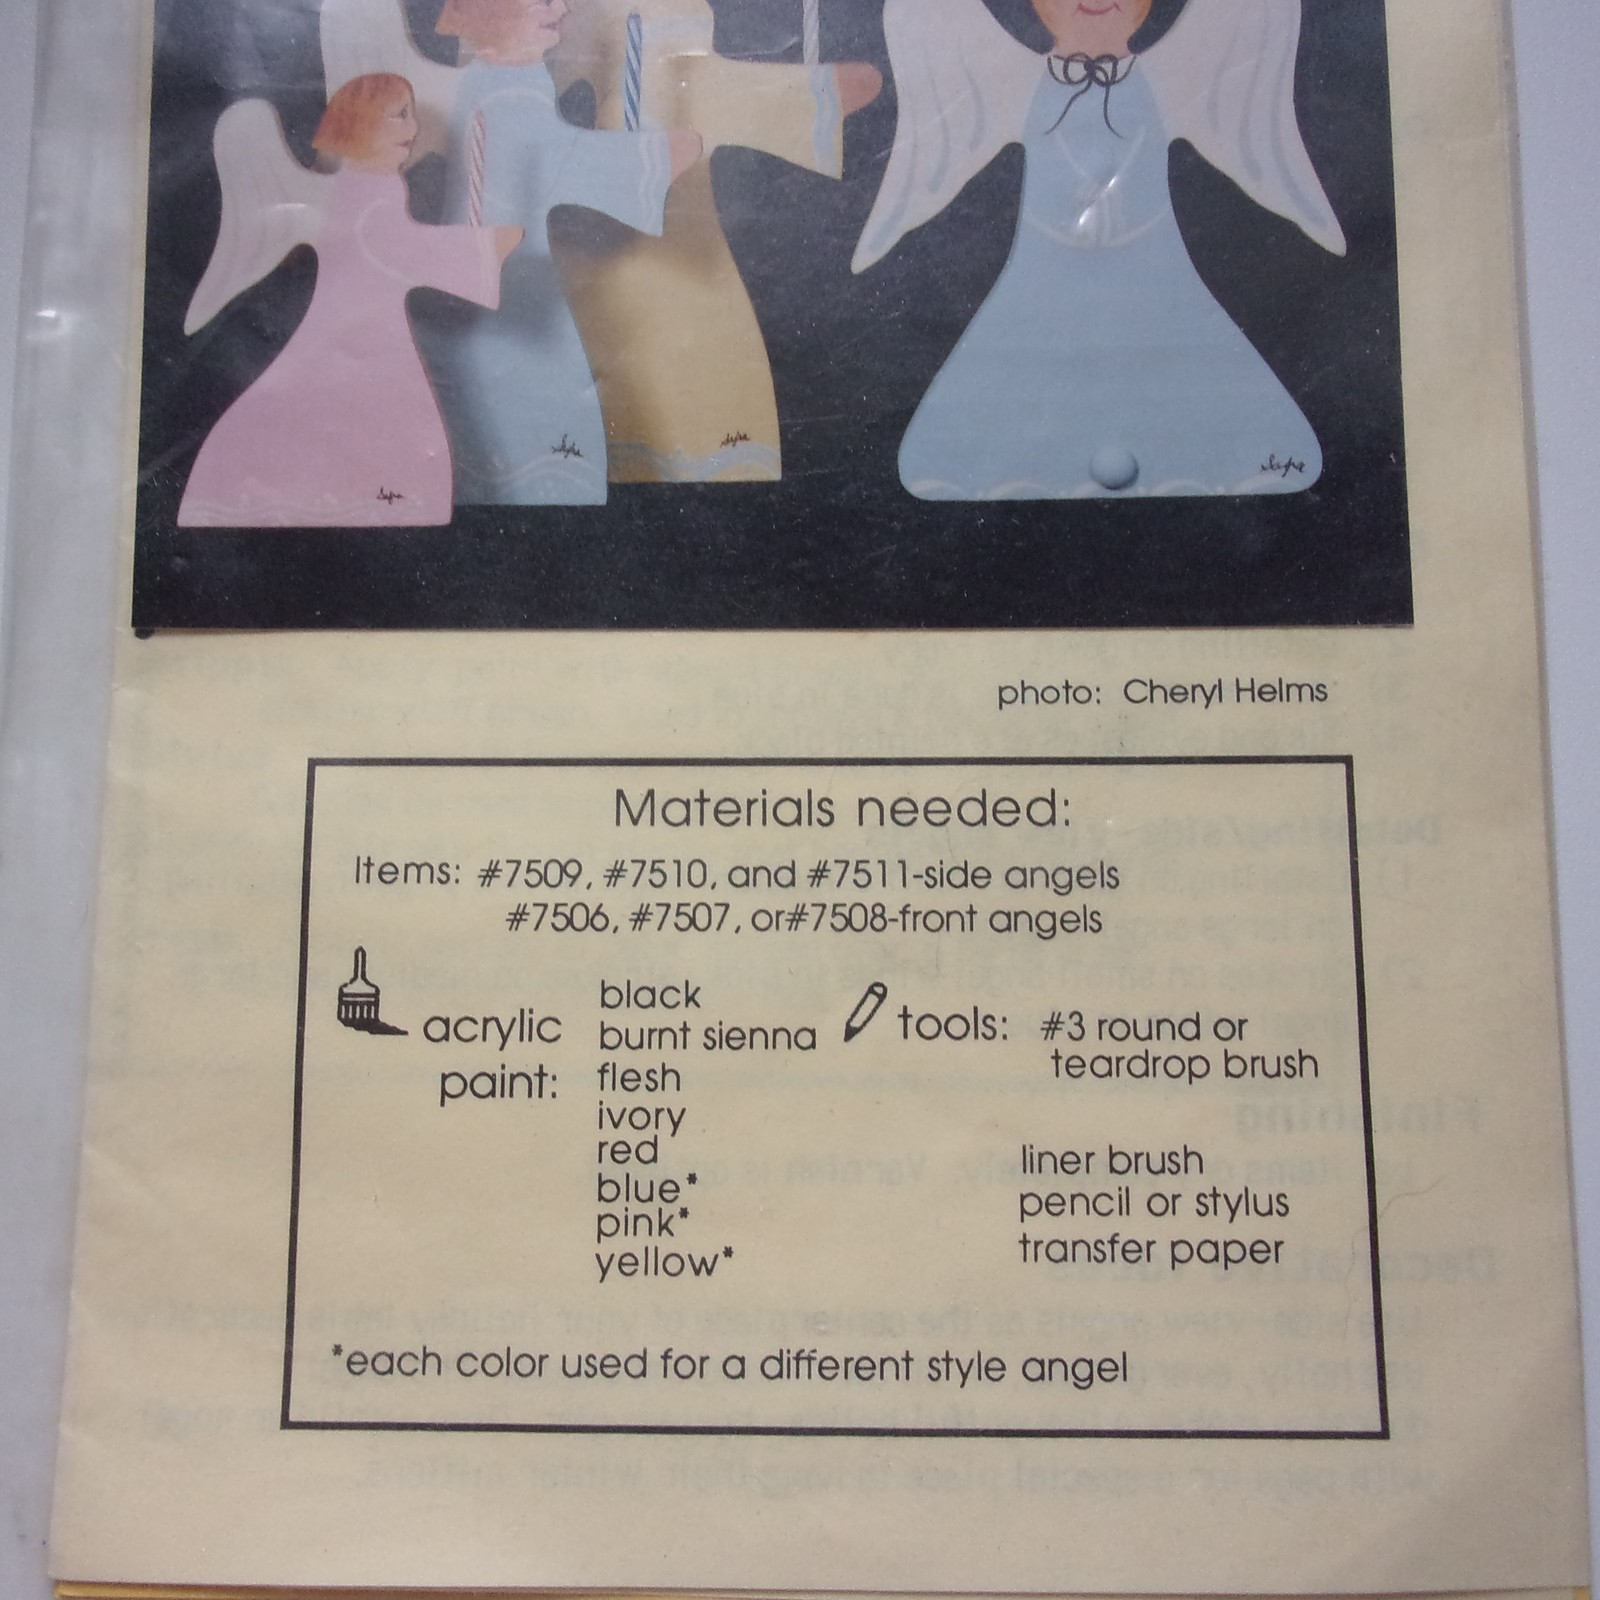 photo: Cheryl Helms
Materials needed:
Items: #7509, #7510, and #7511-side angels
#7506, #7507, or#7508-front angels
acrylic paint:
black
burnt sienna
flesh
ivory
red
blue*
pink*
yellow*
tools: #3 round or
teardrop brush
liner brush
pencil or stylus
transfer paper
*each color used for a different style angel